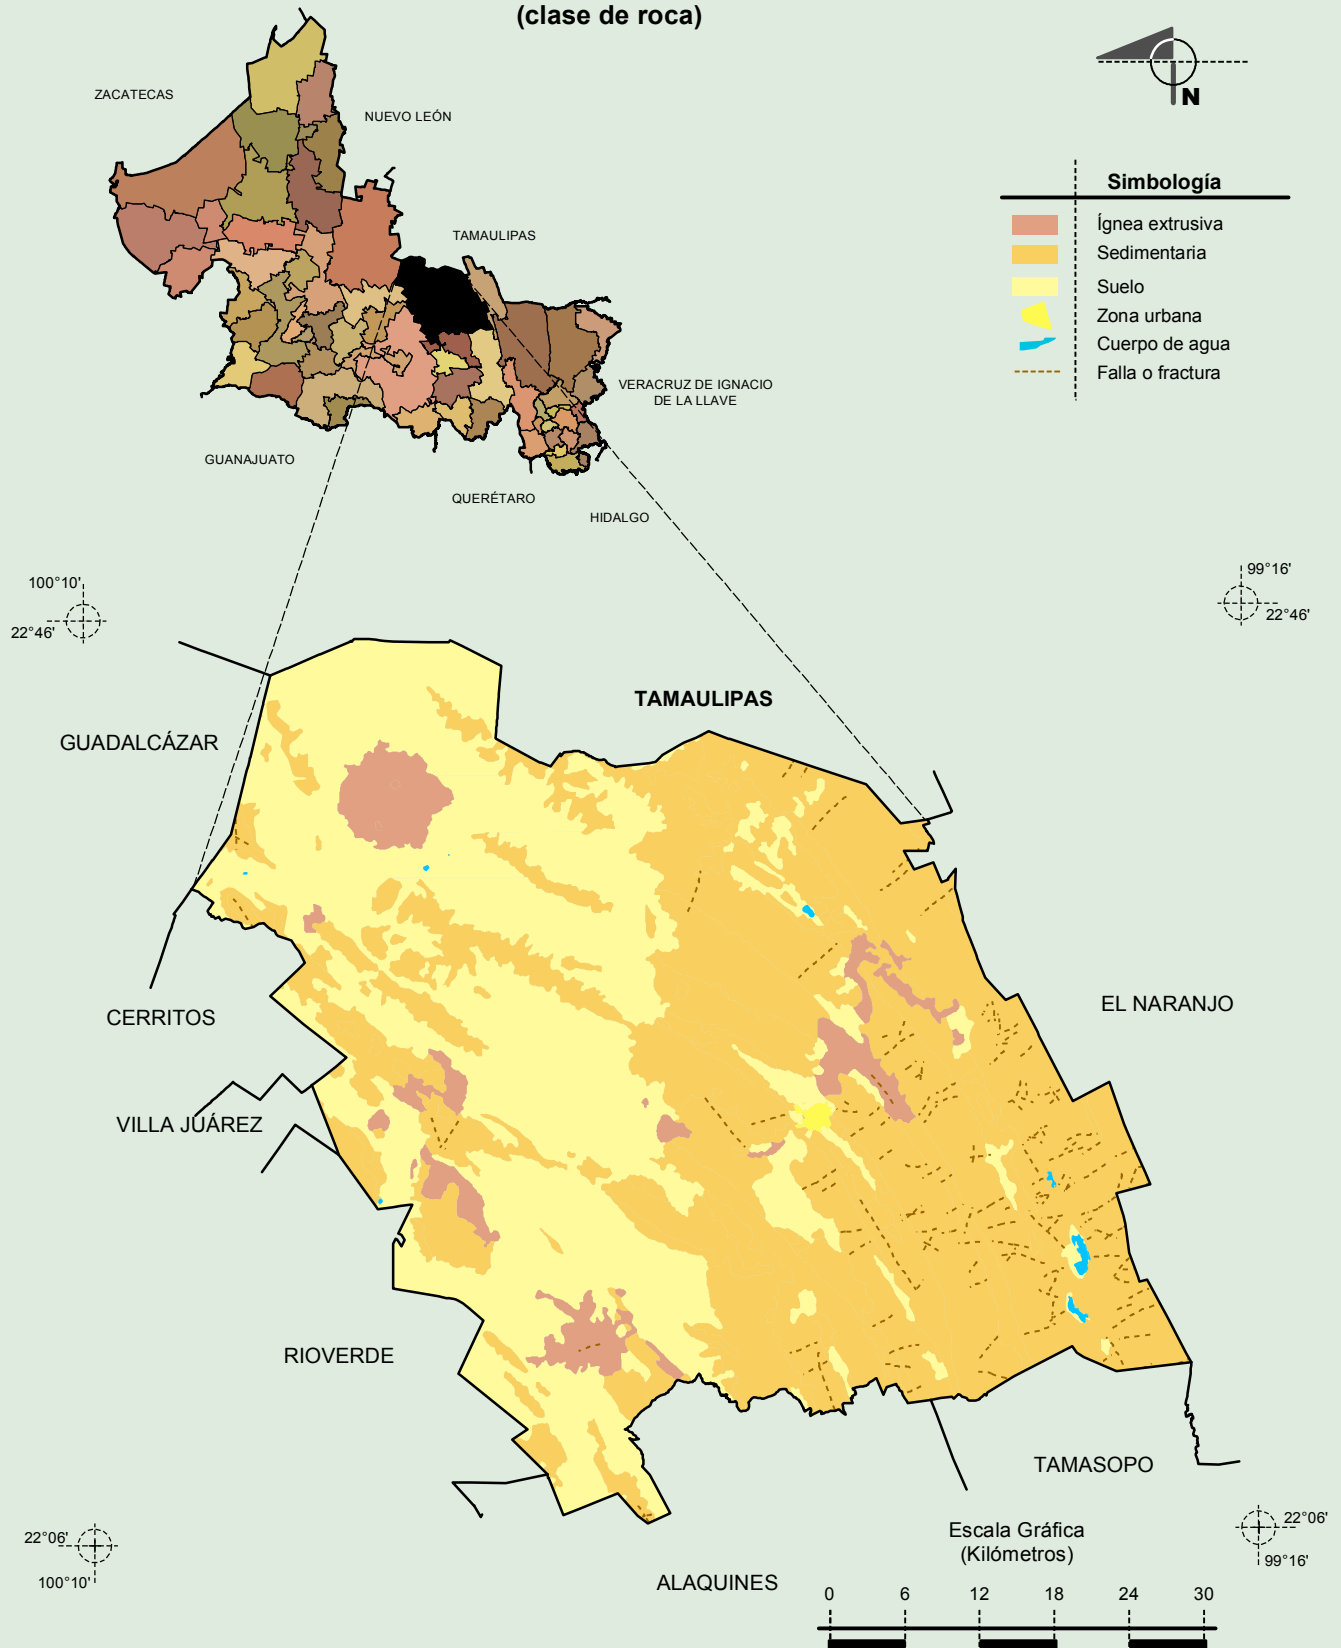 (clase de roca)
ZACATECAS
NUEVO LEÓN
TAMAULIPAS
VERACRUZ DE IGNACIO
DE LA LLAVE
GUANAJUATO
QUERÉTARO
HIDALGO
N
Simbología
Ígnea extrusiva
Sedimentaria
Suelo
Zona urbana
Cuerpo de agua
Falla o fractura
100°10'
22°46'
99°16'
22°46'
TAMAULIPAS
GUADALCÁZAR
EL NARANJO
CERRITOS
VILLA JUÁREZ
RIOVERDE
TAMASOPO
ALAQUINES
22°06'
100°10'
22°06'
99°16'
Escala Gráfica
(Kilómetros)
0 6 12 18 24 30